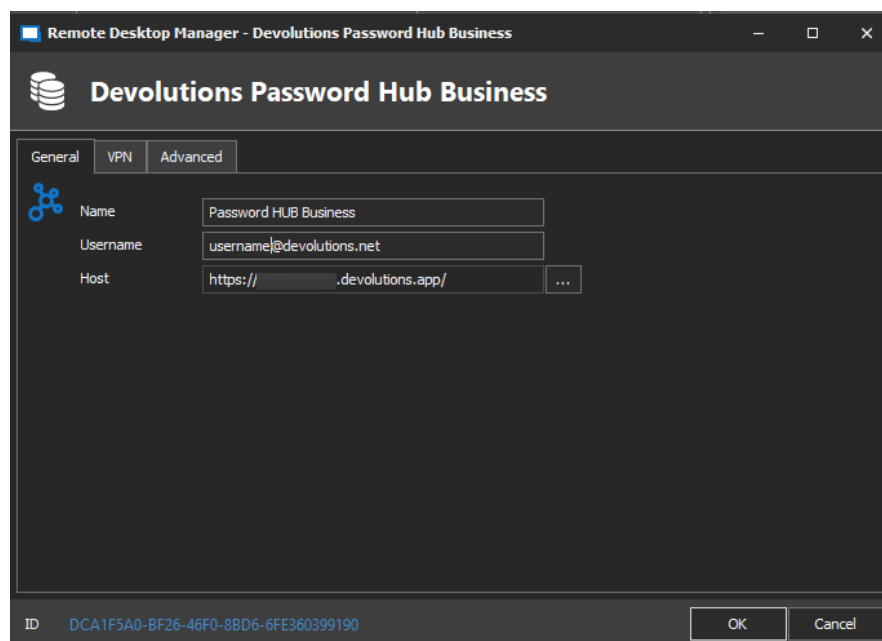 Remote Desktop Manager - Devolutions Password Hub Business
Devolutions Password Hub Business
General VPN Advanced
Name Password HUB Business
Username username@devolutions.net
Host https:// .devolutions.app/ ...
ID DCA1F5A0-BF26-46F0-8BD6-6FE360399190 OK Cancel